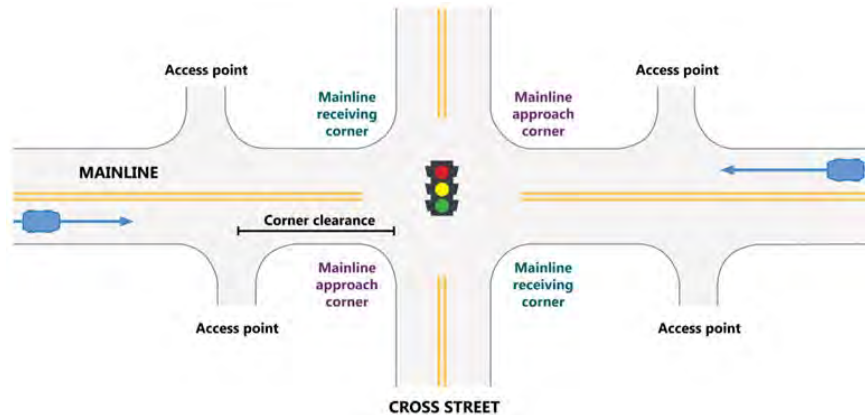 Access point
Access point
Mainline
receiving
corner
Mainline
approach
corner
MAINLINE
Corner clearance
Mainline
approach
corner
Mainline
receiving
corner
Access point
Access point
CROSS STREET